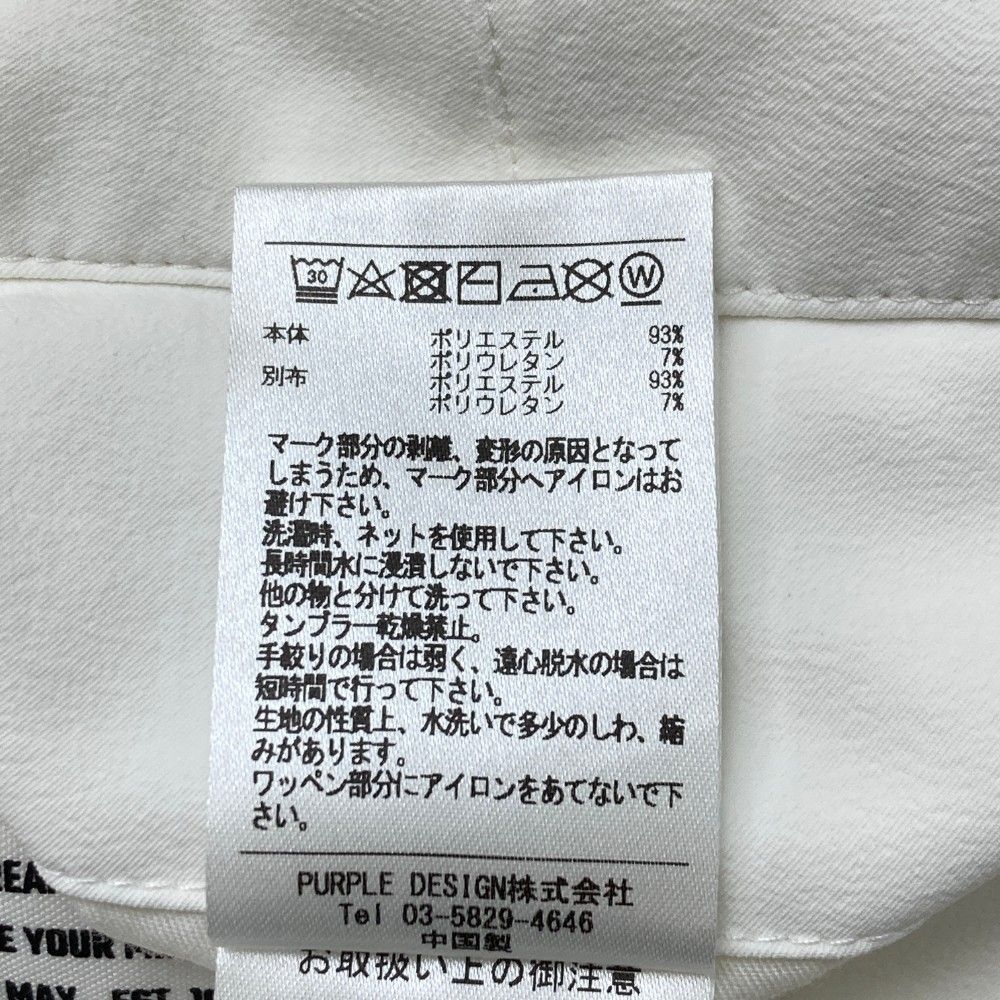 30 W
本体 ポリエステル 93%
ポリウレタン 7%
別布 ポリエステル 93%
ポリウレタン 7%
マーク部分の剥離、変形の原因となって
しまうため、マーク部分へアイロンはお
避け下さい。
洗濯時、ネットを使用して下さい。
長時間水に浸漬しないで下さい。
他の物と分けて洗って下さい。
タンブラー乾燥禁止。
手絞りの場合は弱く、遠心脱水の場合は
短時間で行って下さい。
生地の性質上、水洗いで多少のしわ、縮
みがあります。
ワッペン部分にアイロンをあてないで下
さい。
PURPLE DESIGN株式会社
Tel 03-5829-4646
中国製
お取扱い上の御注意
YOUR
MAY. EST